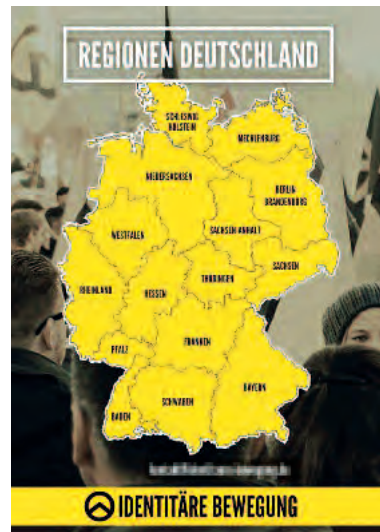 REGIONEN DEUTSCHLAND
SCHLESWIG
HOLSTEIN
MECKLENBURG
NIEDERSACHSEN
BERLIN
BRANDENBURG
WESTFALEN
SACHSEN-ANHALT
SACHSEN
RHEINLAND
HESSEN
THÜRINGEN
PFALZ
FRANKEN
BAYERN
SCHWABEN
BADEN
IDENTITÄRE BEWEGUNG